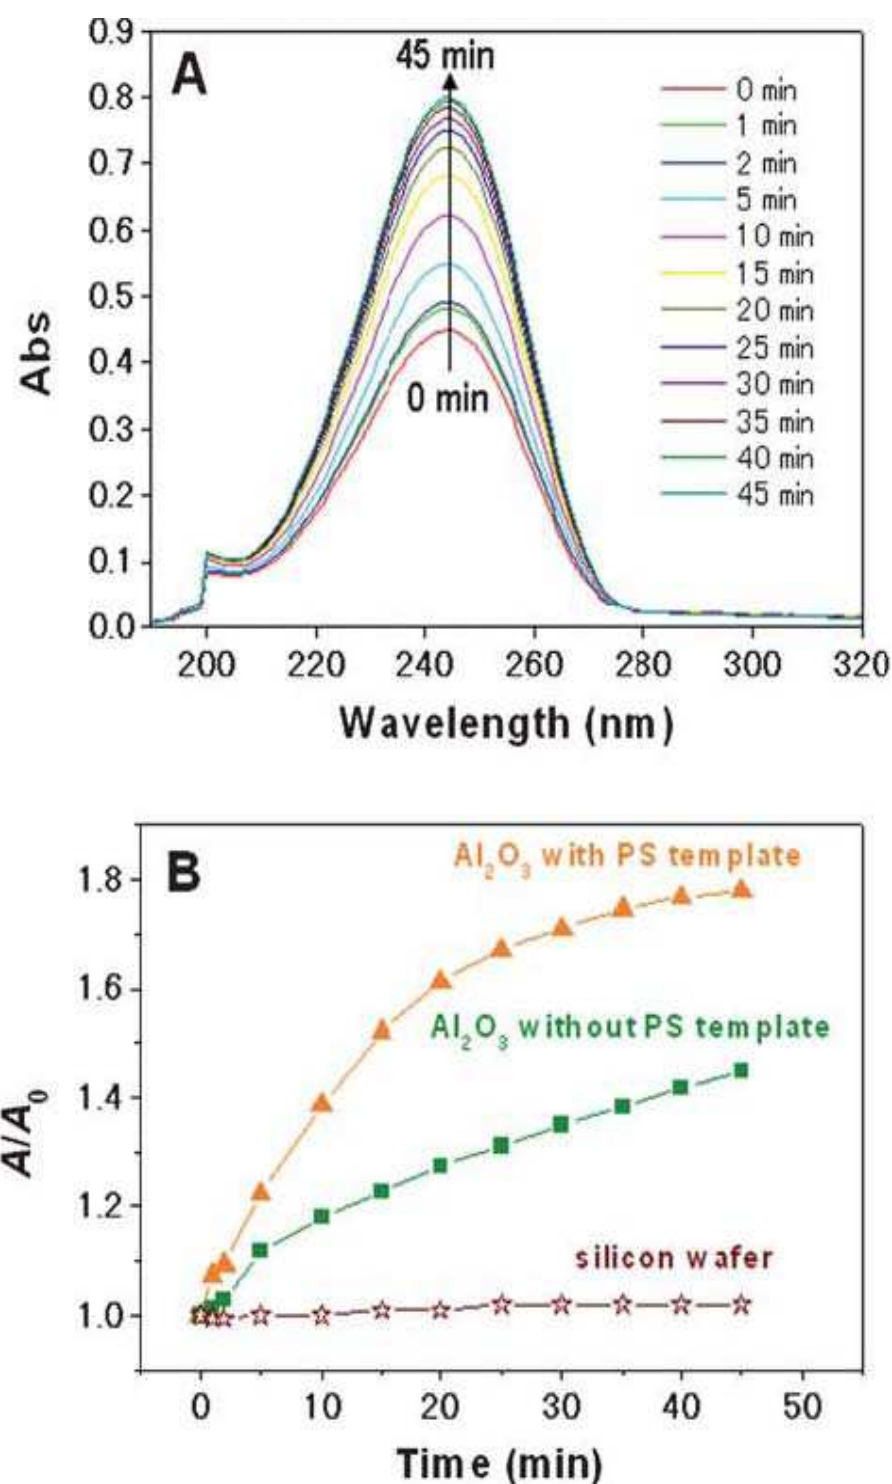 A
45 min
0 min
0 min
1 min
2 min
5 min
10 min
15 min
20 min
25 min
30 min
35 min
40 min
45 min
0.9
0.8
0.7
0.6
0.5
0.4
0.3
0.2
0.1
0.0
Abs
200 220 240 260 280 300 320
Wavelength (nm)
B
Al₂O₃ with PS template
Al₂O₃ without PS template
silicon wafer
1.8
1.6
1.4
1.2
1.0
A/A₀
0 10 20 30 40 50
Time (min)